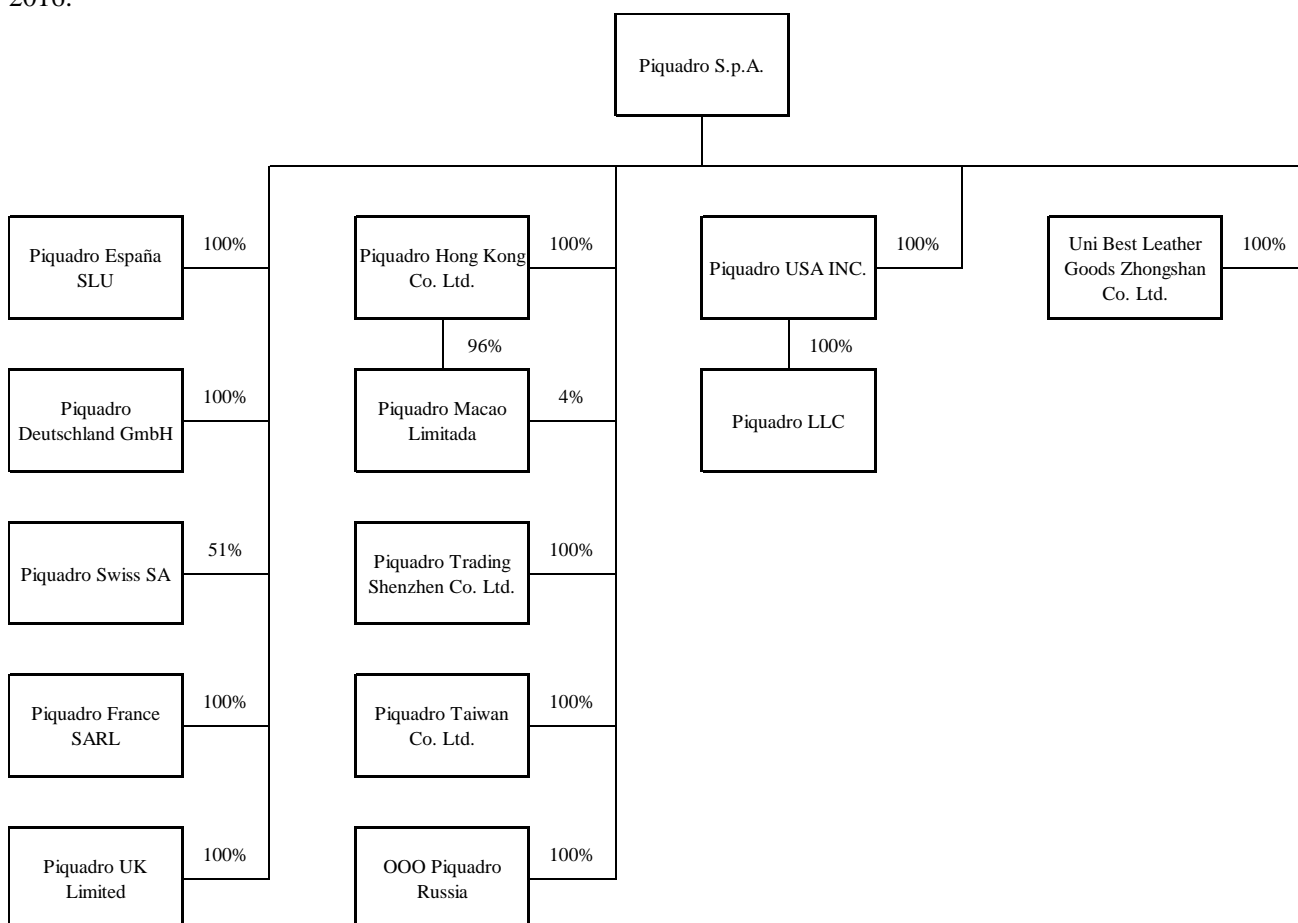 2016.
Piquadro S.p.A.
Piquadro España
SLU
100%
Piquadro Hong Kong
Co. Ltd.
100%
Piquadro USA INC.
100%
Uni Best Leather
Goods Zhongshan
Co. Ltd.
100%
96%
100%
Piquadro
Deutschland GmbH
100%
Piquadro Macao
Limitada
4%
Piquadro LLC
Piquadro Swiss SA
51%
Piquadro Trading
Shenzhen Co. Ltd.
100%
Piquadro France
SARL
100%
Piquadro Taiwan
Co. Ltd.
100%
Piquadro UK
Limited
100%
OOO Piquadro
Russia
100%